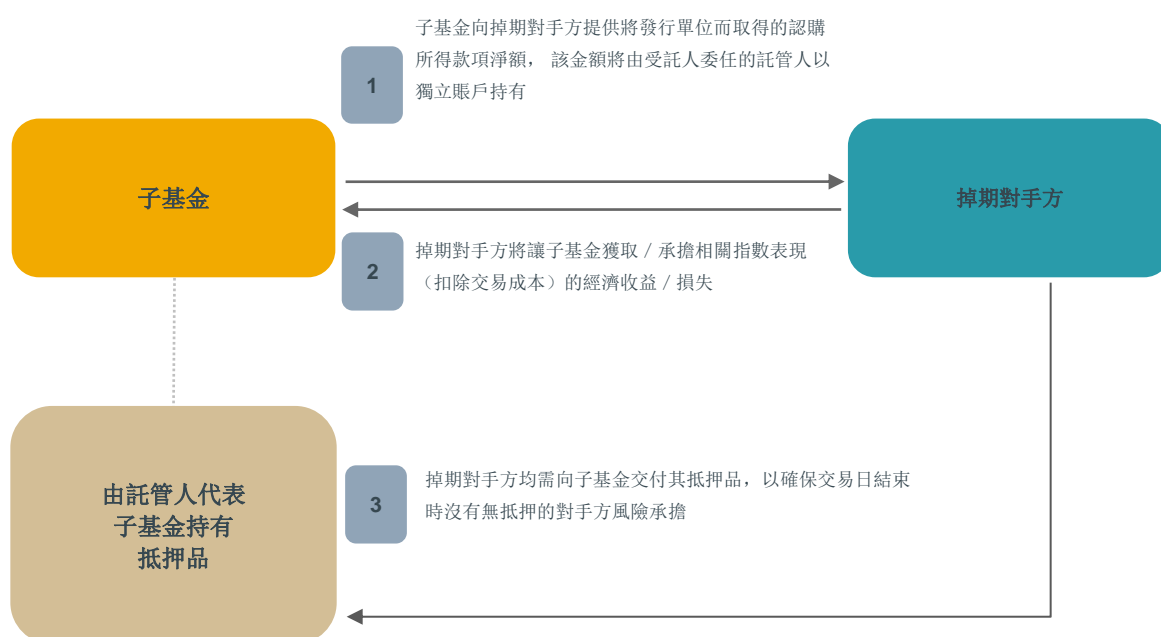 子基金向掉期對手方提供將發行單位而取得的認購
所得款項淨額， 該金額將由受託人委任的託管人以
獨立賬戶持有
1
子基金
掉期對手方
2
掉期對手方將讓子基金獲取 / 承擔相關指數表現
（扣除交易成本）的經濟收益 / 損失
由託管人代表
子基金持有
抵押品
3
掉期對手方均需向子基金交付其抵押品，以確保交易日結束
時沒有無抵押的對手方風險承擔